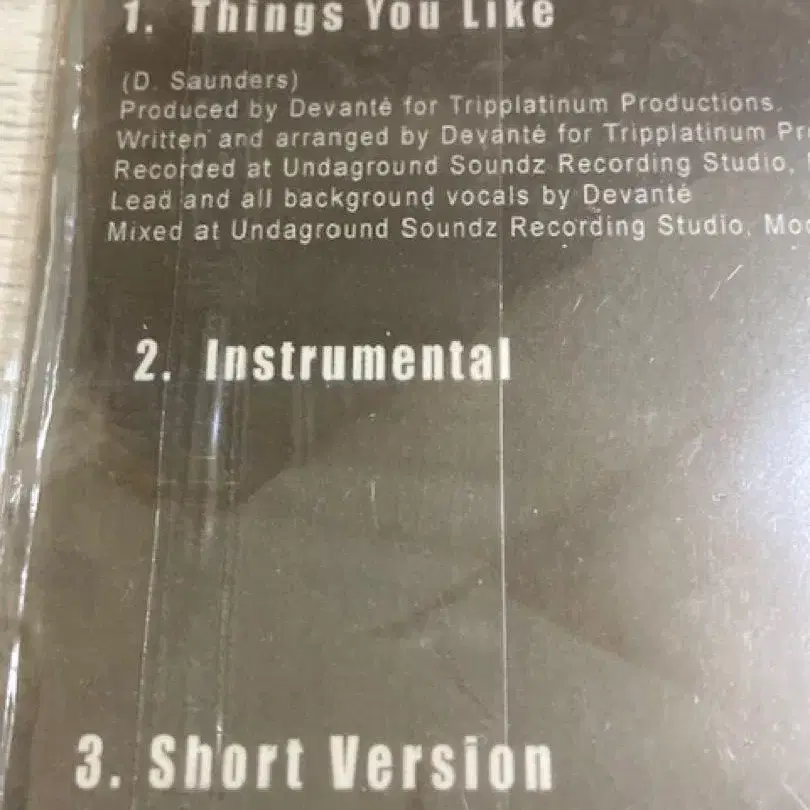 1. Things You Like
(D. Saunders)
Produced by Devanté for Tripplatinum Productions.
Written and arranged by Devanté for Tripplatinum
Recorded at Undaground Soundz Recording Studio,
Lead and all background vocals by Devanté
Mixed at Undaground Soundz Recording Studio,
2. Instrumental
3. Short Version